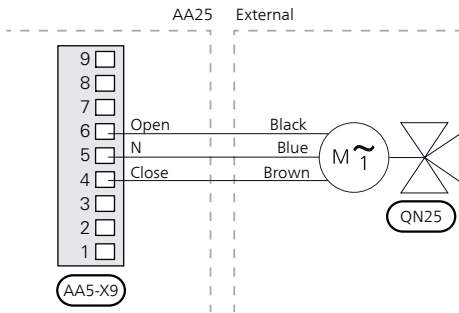 AA25 External
9
8
7
6 Open Black
5 N Blue
4 Close Brown
3
2
1
M ~ 1
QN25
AA5-X9